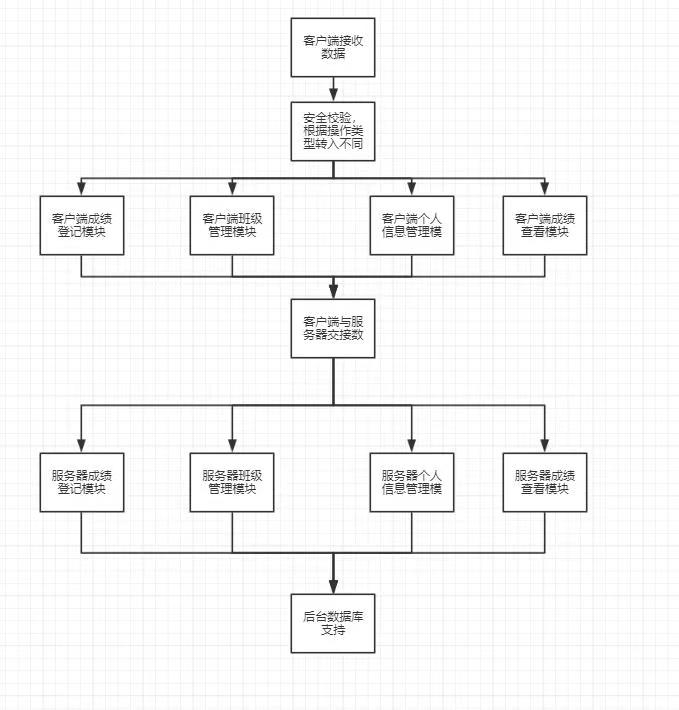 客户端接收
数据
安全校验，
根据操作类
型转入不同
客户端成绩
登记模块
客户端班级
管理模块
客户端个人
信息管理模
客户端成绩
查看模块
客户端与服
务器交接数
服务器成绩
登记模块
服务器班级
管理模块
服务器个人
信息管理模
服务器成绩
查看模块
后台数据库
支持